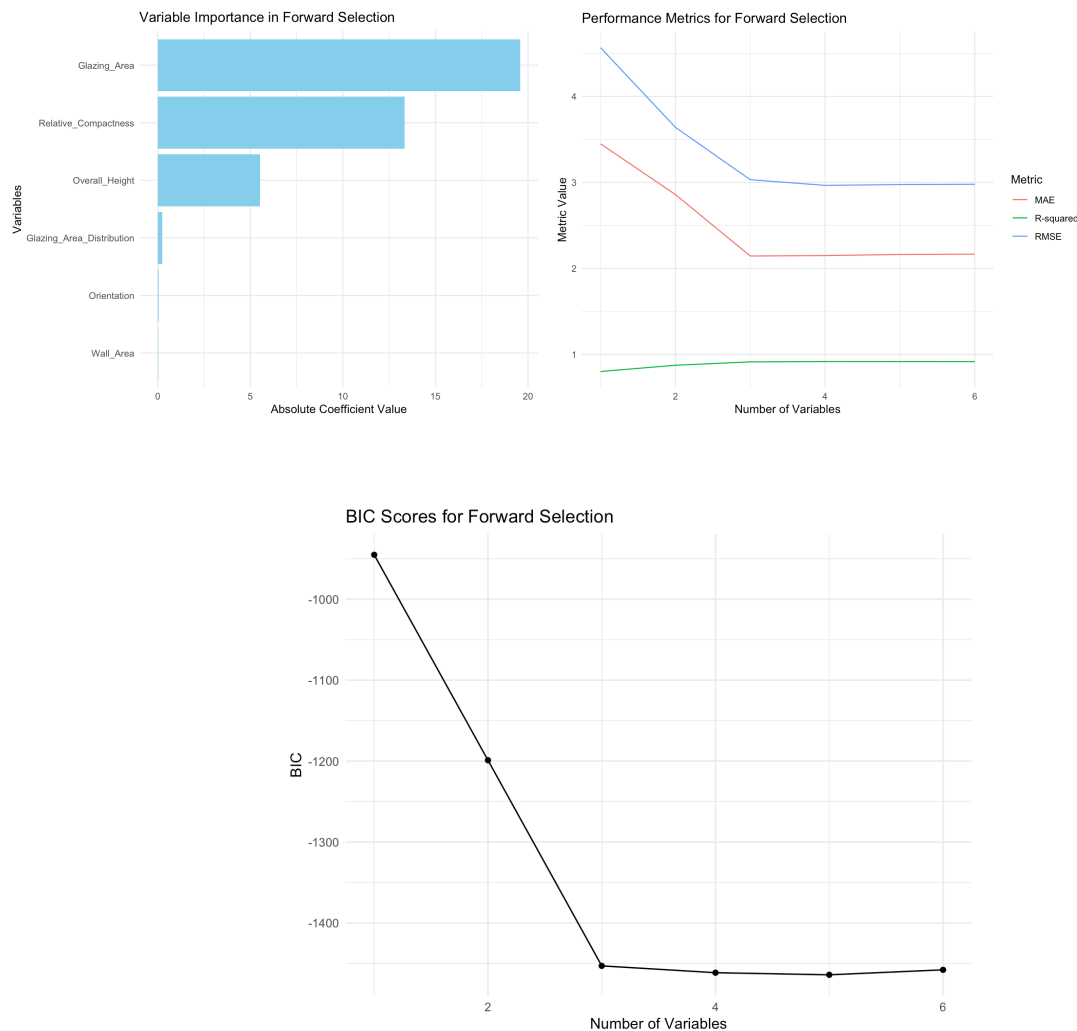 Variable Importance in Forward Selection
Variables
Glazing_Area
Relative_Compactness
Overall_Height
Glazing_Area_Distribution
Orientation
Wall_Area
0 5 10 15 20
Absolute Coefficient Value
Performance Metrics for Forward Selection
Metric Value
4
3
2
1
2 4 6
Number of Variables
Metric
MAE
R-squared
RMSE
BIC Scores for Forward Selection
BIC
-1000
-1100
-1200
-1300
-1400
2 4 6
Number of Variables